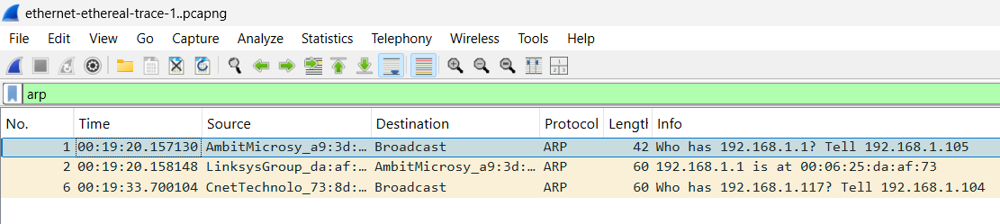 ethernet-ethereal-trace-1..pcapng
File Edit View Go Capture Analyze Statistics Telephony Wireless Tools Help
arp
No. Time Source Destination Protocol Length Info
1 00:19:20.157130 AmbitMicrosy_a9:3d:… Broadcast ARP 42 Who has 192.168.1.1? Tell 192.168.1.105
2 00:19:20.158148 LinksysGroup_da:af:… AmbitMicrosy_a9:3d:… ARP 60 192.168.1.1 is at 00:06:25:da:af:73
6 00:19:33.700104 CnetTechnolo_73:8d:… Broadcast ARP 60 Who has 192.168.1.117? Tell 192.168.1.104